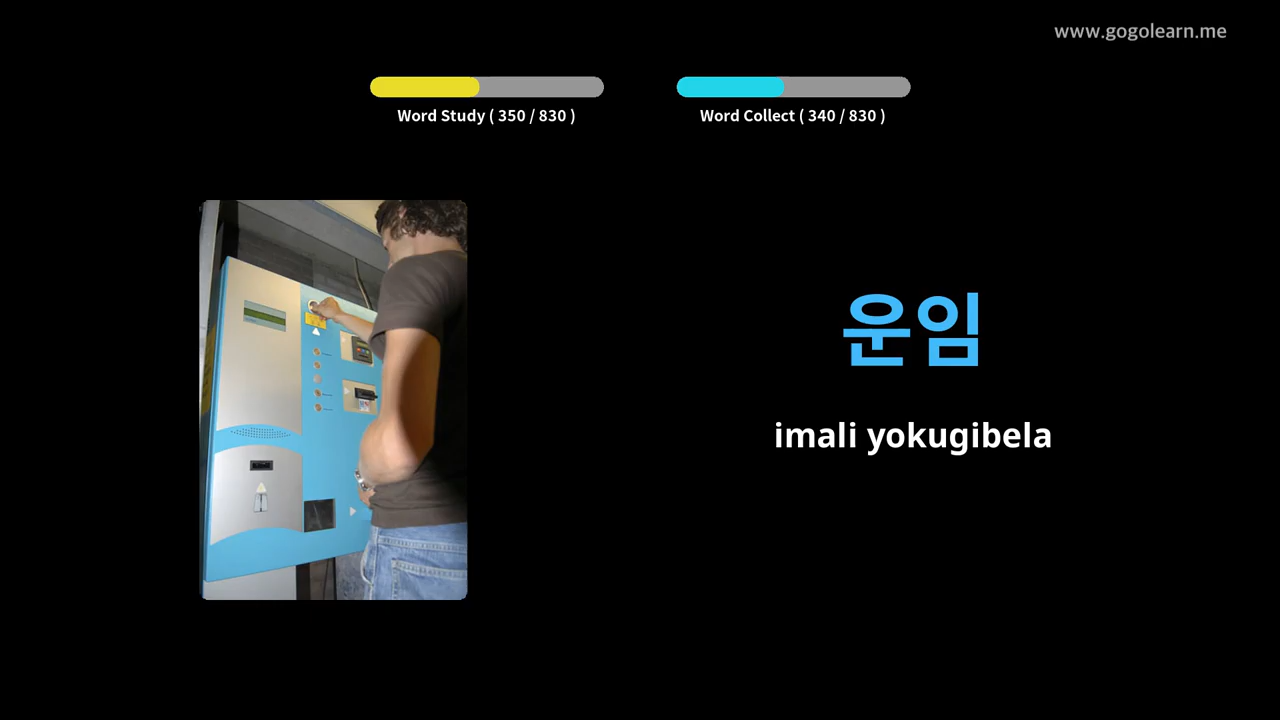 www.gogolearn.me
Word Study ( 350 / 830 )
Word Collect ( 340 / 830 )
운임
imali yokugibela